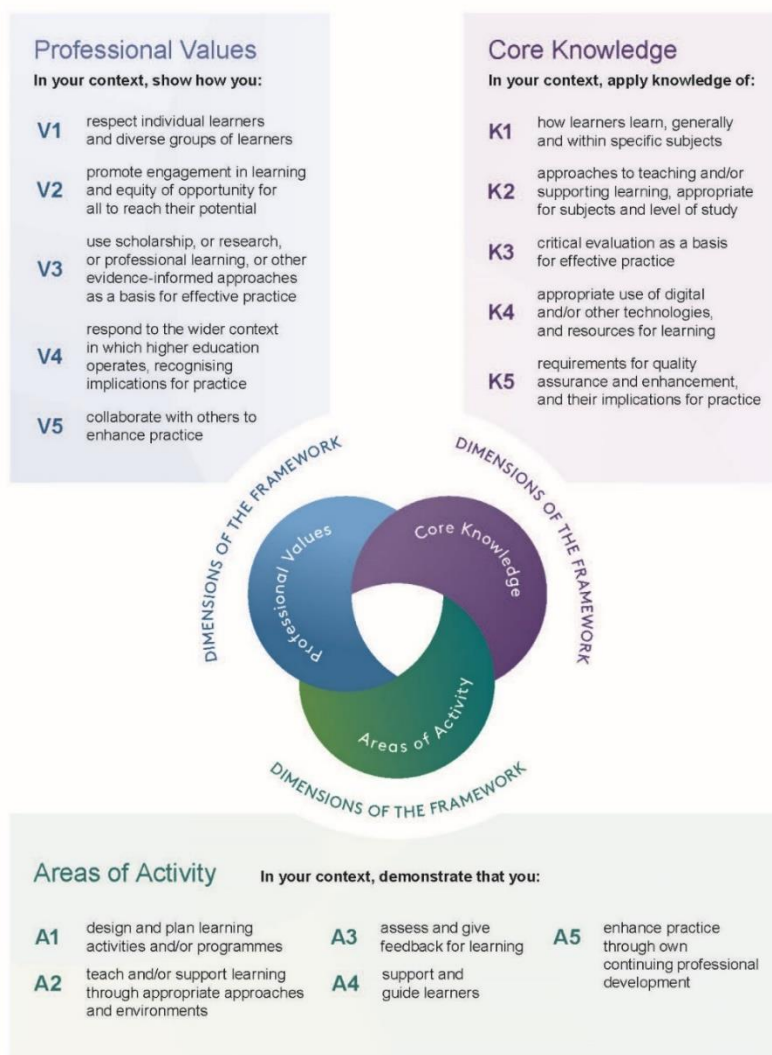 Professional Values
In your context, show how you:
V1 respect individual learners
and diverse groups of learners
V2 promote engagement in learning
and equity of opportunity for
all to reach their potential
V3 use scholarship, or research,
or professional learning, or other
evidence-informed approaches
as a basis for effective practice
V4 respond to the wider context
in which higher education
operates, recognising
implications for practice
V5 collaborate with others to
enhance practice
Core Knowledge
In your context, apply knowledge of:
K1 how learners learn, generally
and within specific subjects
K2 approaches to teaching and/or
supporting learning, appropriate
for subjects and level of study
K3 critical evaluation as a basis
for effective practice
K4 appropriate use of digital
and/or other technologies,
and resources for learning
K5 requirements for quality
assurance and enhancement,
and their implications for practice
DIMENSIONS OF THE FRAMEWORK
DIMENSIONS OF THE FRAMEWORK
Professional Values
Core Knowledge
Areas of Activity
DIMENSIONS OF THE FRAMEWORK
Areas of Activity
In your context, demonstrate that you:
A1 design and plan learning
activities and/or programmes
A2 teach and/or support learning
through appropriate approaches
and environments
A3 assess and give
feedback for learning
A4 support and
guide learners
A5 enhance practice
through own
continuing professional
development